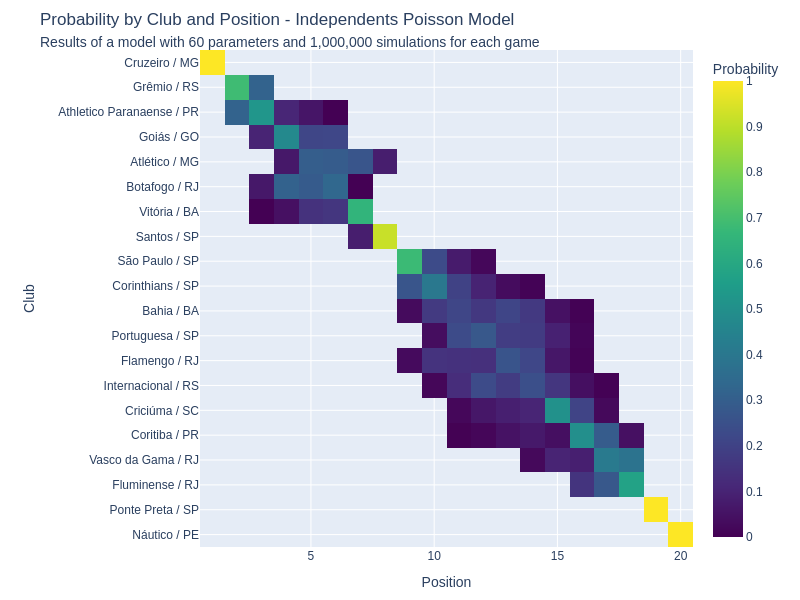 Probability by Club and Position - Independents Poisson Model
Results of a model with 60 parameters and 1,000,000 simulations for each game
Cruzeiro / MG
Grêmio / RS
Athletico Paranaense / PR
Goiás / GO
Atlético / MG
Botafogo / RJ
Vitória / BA
Santos / SP
São Paulo / SP
Corinthians / SP
Bahia / BA
Portuguesa / SP
Flamengo / RJ
Internacional / RS
Criciúma / SC
Coritiba / PR
Vasco da Gama / RJ
Fluminense / RJ
Ponte Preta / SP
Náutico / PE
Club
5
10
15
20
Position
Probability
1
0.9
0.8
0.7
0.6
0.5
0.4
0.3
0.2
0.1
0